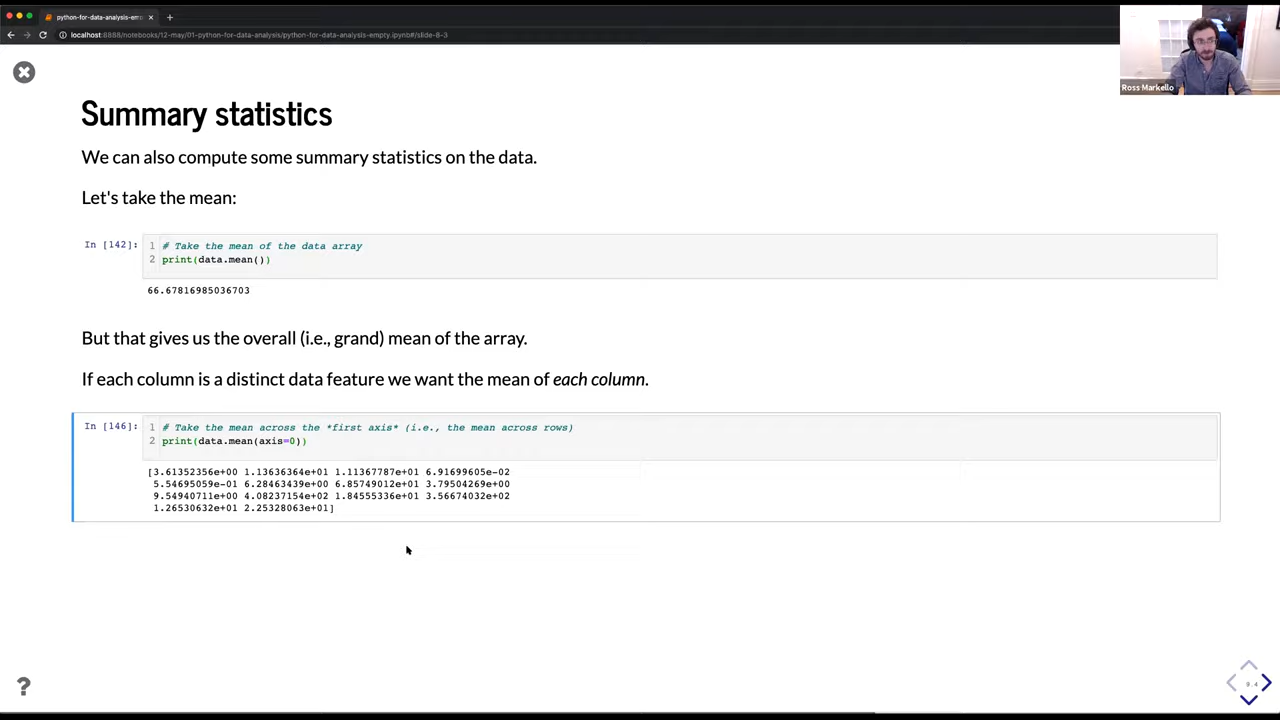 python-for-data-analysis-emp
localhost:8888/notebooks/12-may/01-python-for-data-analysis/python-for-data-analysis-empty.ipynb#/slide-8-3
Ross Markello
Summary statistics
We can also compute some summary statistics on the data.
Let's take the mean:
In [142]:
1 # Take the mean of the data array
2 print(data.mean())
66.67816985036703
But that gives us the overall (i.e., grand) mean of the array.
If each column is a distinct data feature we want the mean of each column.
In [146]:
1 # Take the mean across the *first axis* (i.e., the mean across rows)
2 print(data.mean(axis=0))
[3.61352356e+00 1.13636364e+01 1.11367787e+01 6.91699605e-02
5.54695059e-01 6.28463439e+00 6.85749012e+01 3.79504269e+00
9.54940711e+00 4.08237154e+02 1.84555336e+01 3.56674032e+02
1.26530632e+01 2.25328063e+01]
?
9.4